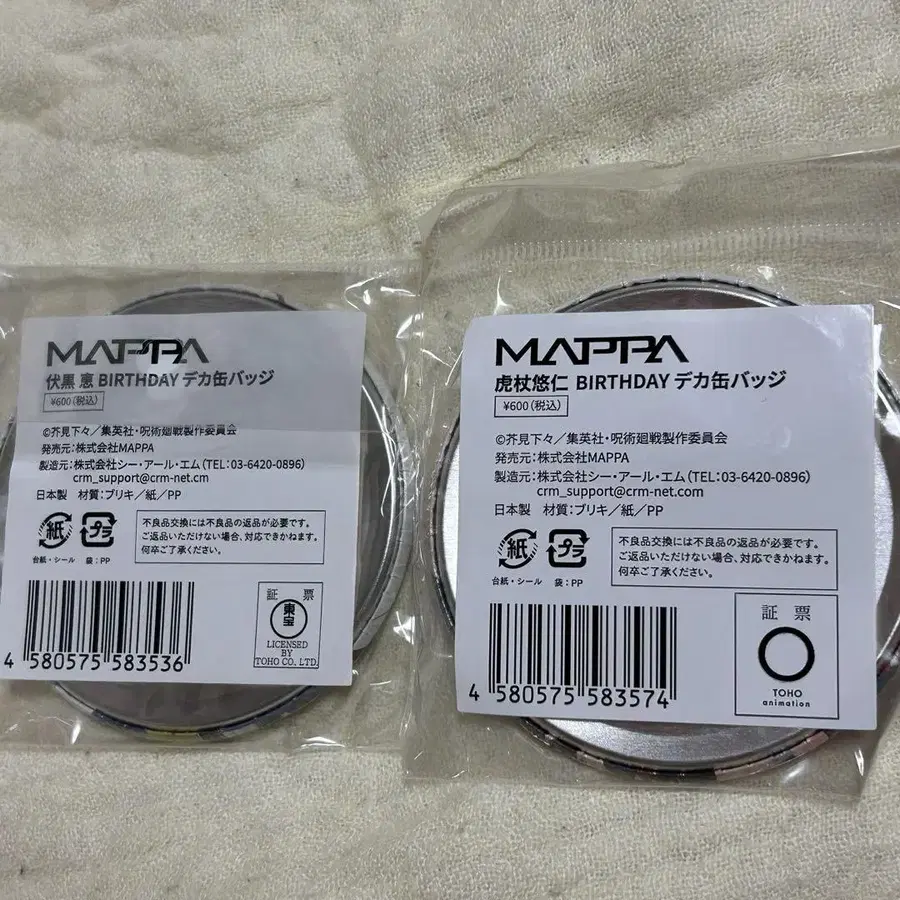 MAPPA
伏黒 恵 BIRTHDAY デカ缶バッジ
¥600(税込)
©芥見下々／集英社・呪術廻戦製作委員会
発売元：株式会社MAPPA
製造元：株式会社シー・アール・エム(TEL：03-6420-0896)
crm_support@crm-net.cm
日本製 材質：ブリキ／紙／PP
紙
プラ
台紙・シール 袋：PP
不良品交換には不良品の返品が必要です。
ご返品いただけない場合、対応できかねます。
何卒ご了承ください。
証 票
東宝
LICENSED
BY
TOHO CO. LTD.
4 580575 583536
MAPPA
虎杖悠仁 BIRTHDAY デカ缶バッジ
¥600(税込)
©芥見下々／集英社・呪術廻戦製作委員会
発売元：株式会社MAPPA
製造元：株式会社シー・アール・エム(TEL：03-6420-0896)
crm_support@crm-net.com
日本製 材質：ブリキ／紙／PP
紙
プラ
台紙・シール 袋：PP
不良品交換には不良品の返品が必要です。
ご返品いただけない場合、対応できかねます。
何卒ご了承ください。
証 票
TOHO
animation
4 580575 583574